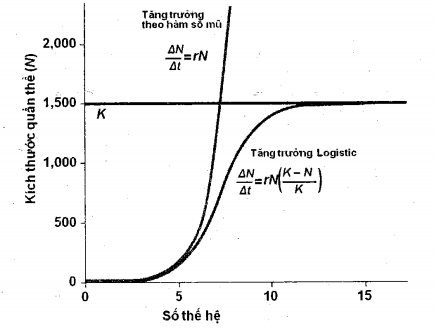 Tăng trưởng
theo hàm số mũ
ΔN/Δt = rN
Kích thước quần thể (N)
2,000
1,500
1,000
500
0
K
Tăng trưởng Logistic
ΔN/Δt = rN((K – N)/K)
0 5 10 15
Số thế hệ